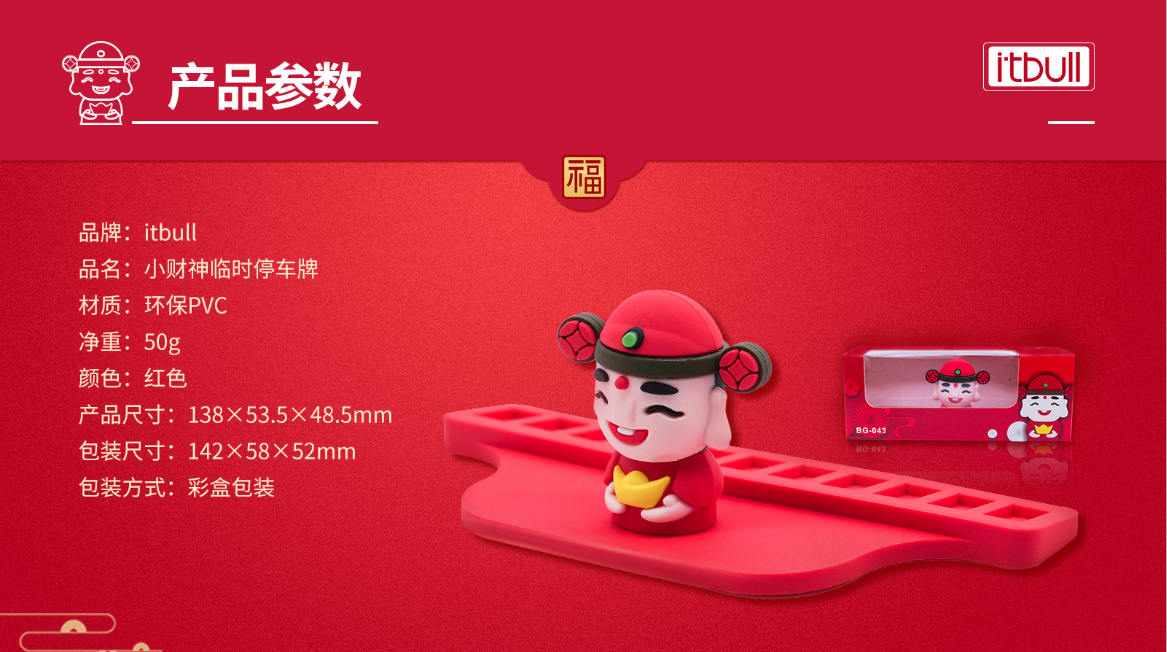 产品参数
itbull
福
品牌：itbull
品名：小财神临时停车牌
材质：环保PVC
净重：50g
颜色：红色
产品尺寸：138×53.5×48.5mm
包装尺寸：142×58×52mm
包装方式：彩盒包装
BG-043